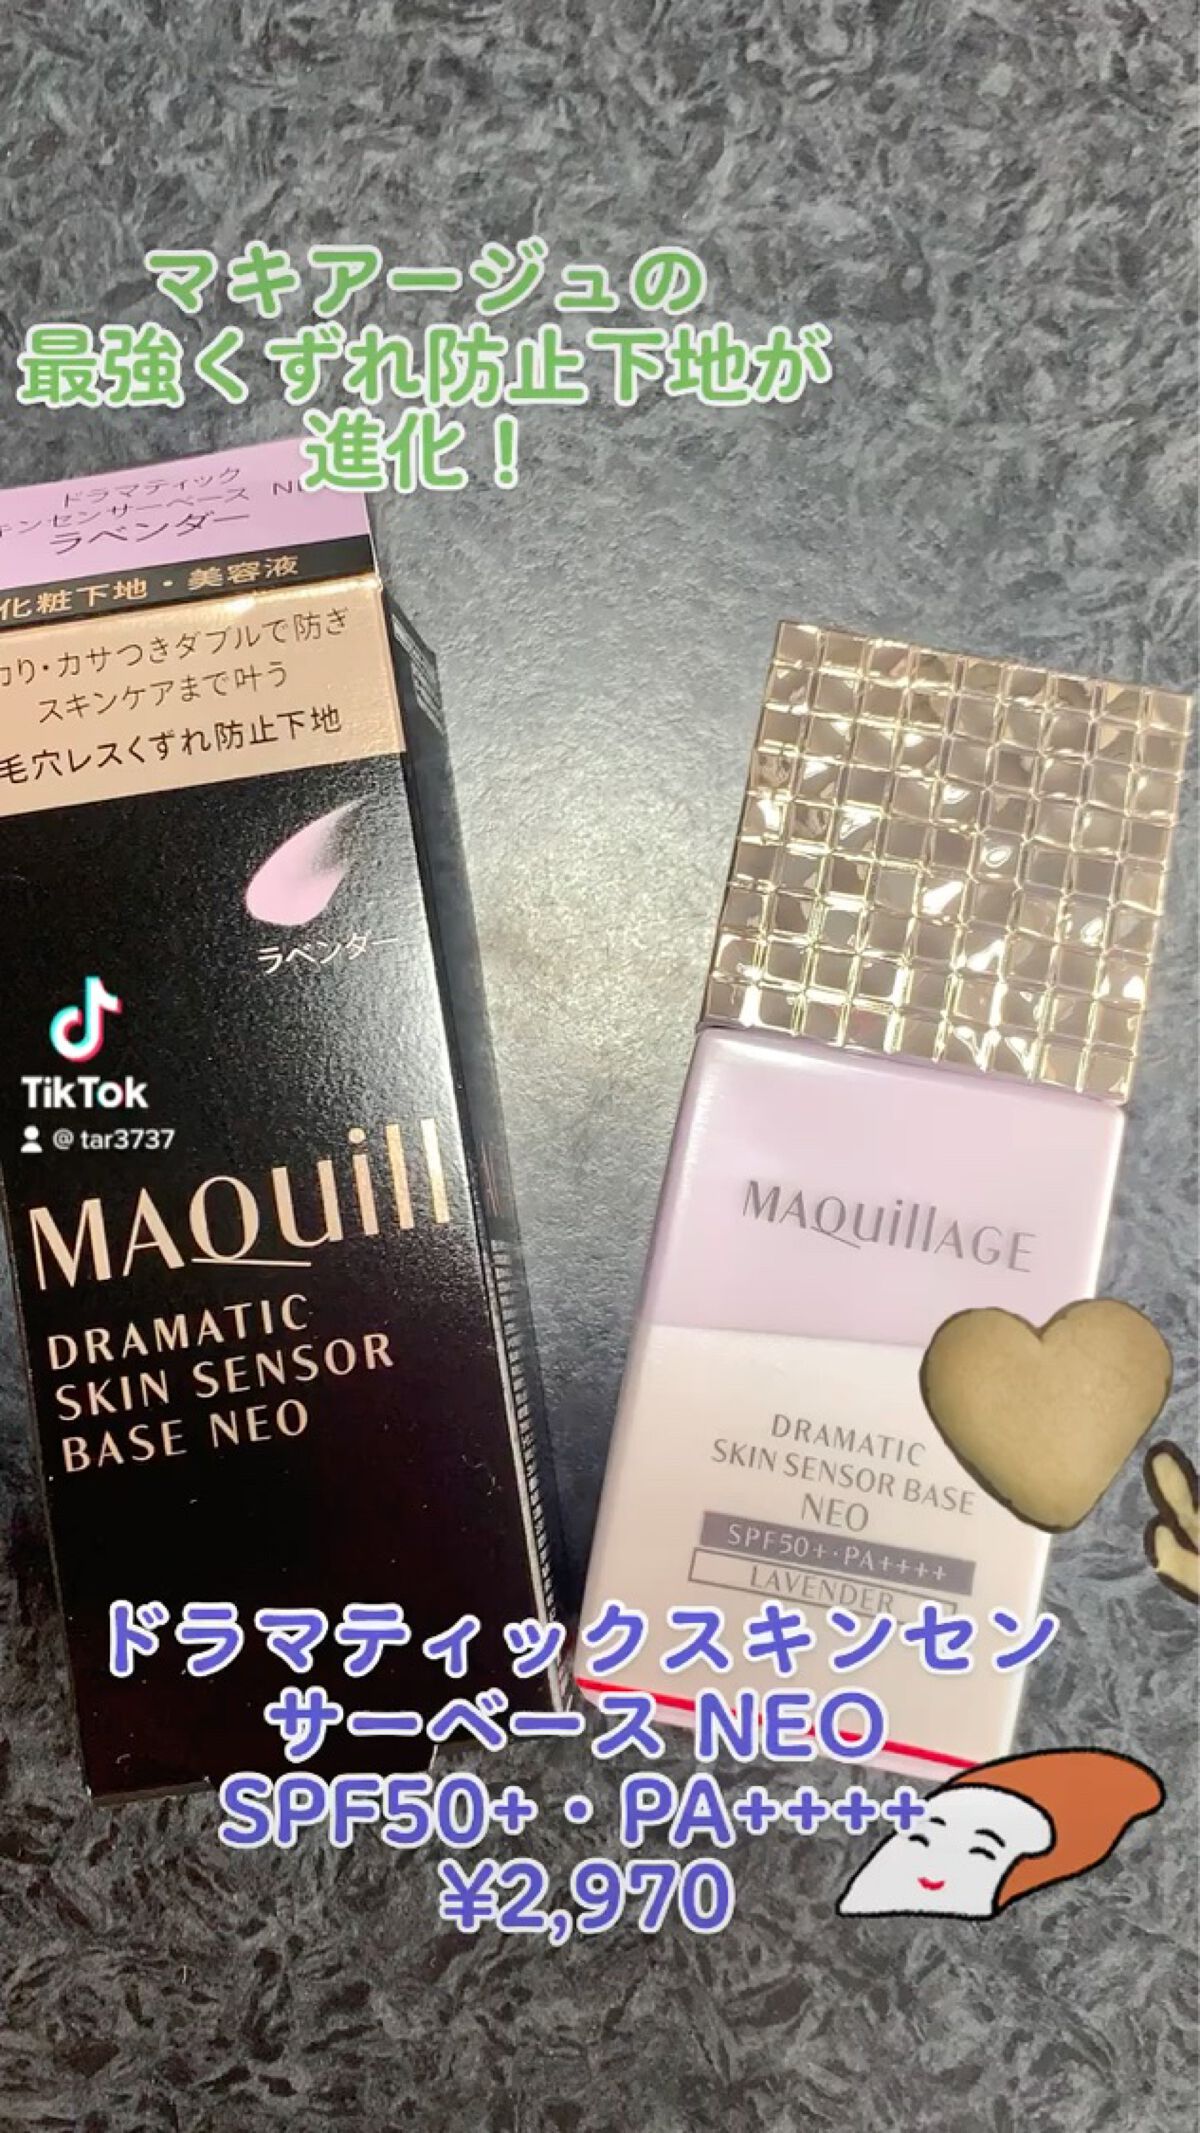 マキアージュの
最強くずれ防止下地が
進化！
ドラマティック
ンセンサーベース
ラベンダー
化粧下地・美容液
カサつきダブルで防ぎ
スキンケアまで叶う
毛穴レスくずれ防止下地
ラベンダー
TikTok
@ tar3737
MAQuill
DRAMATIC
SKIN SENSOR
BASE NEO
MAQuillAGE
DRAMATIC
SKIN SENSOR BASE
NEO
SPF50+・PA++++
LAVENDER
ドラマティックスキンセン
サーベース NEO
SPF50+・PA++++
¥2,970